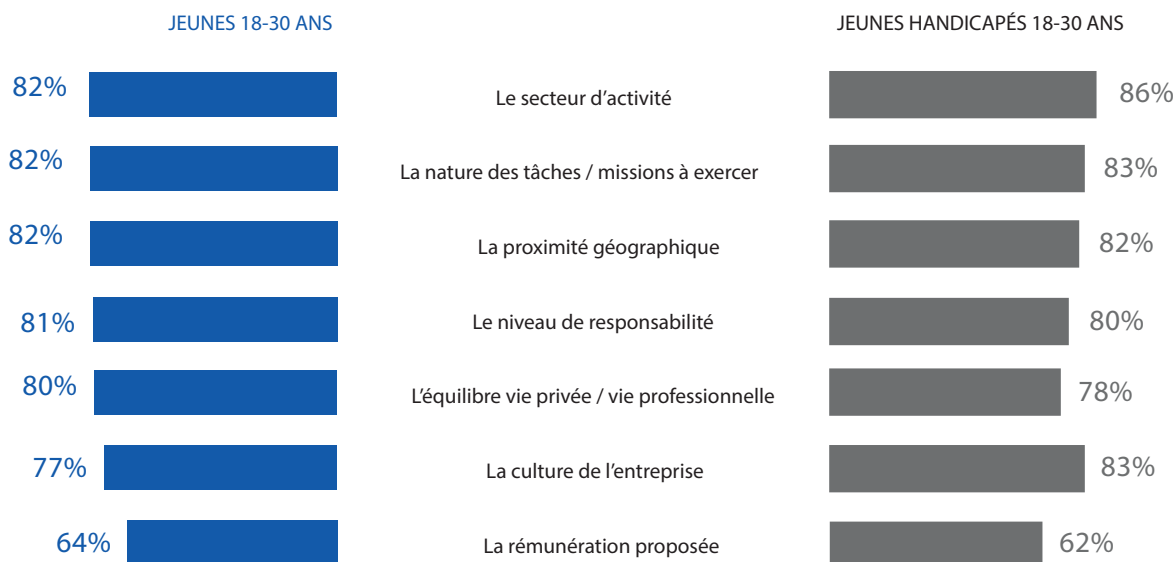 JEUNES 18-30 ANS
JEUNES HANDICAPÉS 18-30 ANS
82% Le secteur d’activité 86%
82% La nature des tâches / missions à exercer 83%
82% La proximité géographique 82%
81% Le niveau de responsabilité 80%
80% L’équilibre vie privée / vie professionnelle 78%
77% La culture de l’entreprise 83%
64% La rémunération proposée 62%